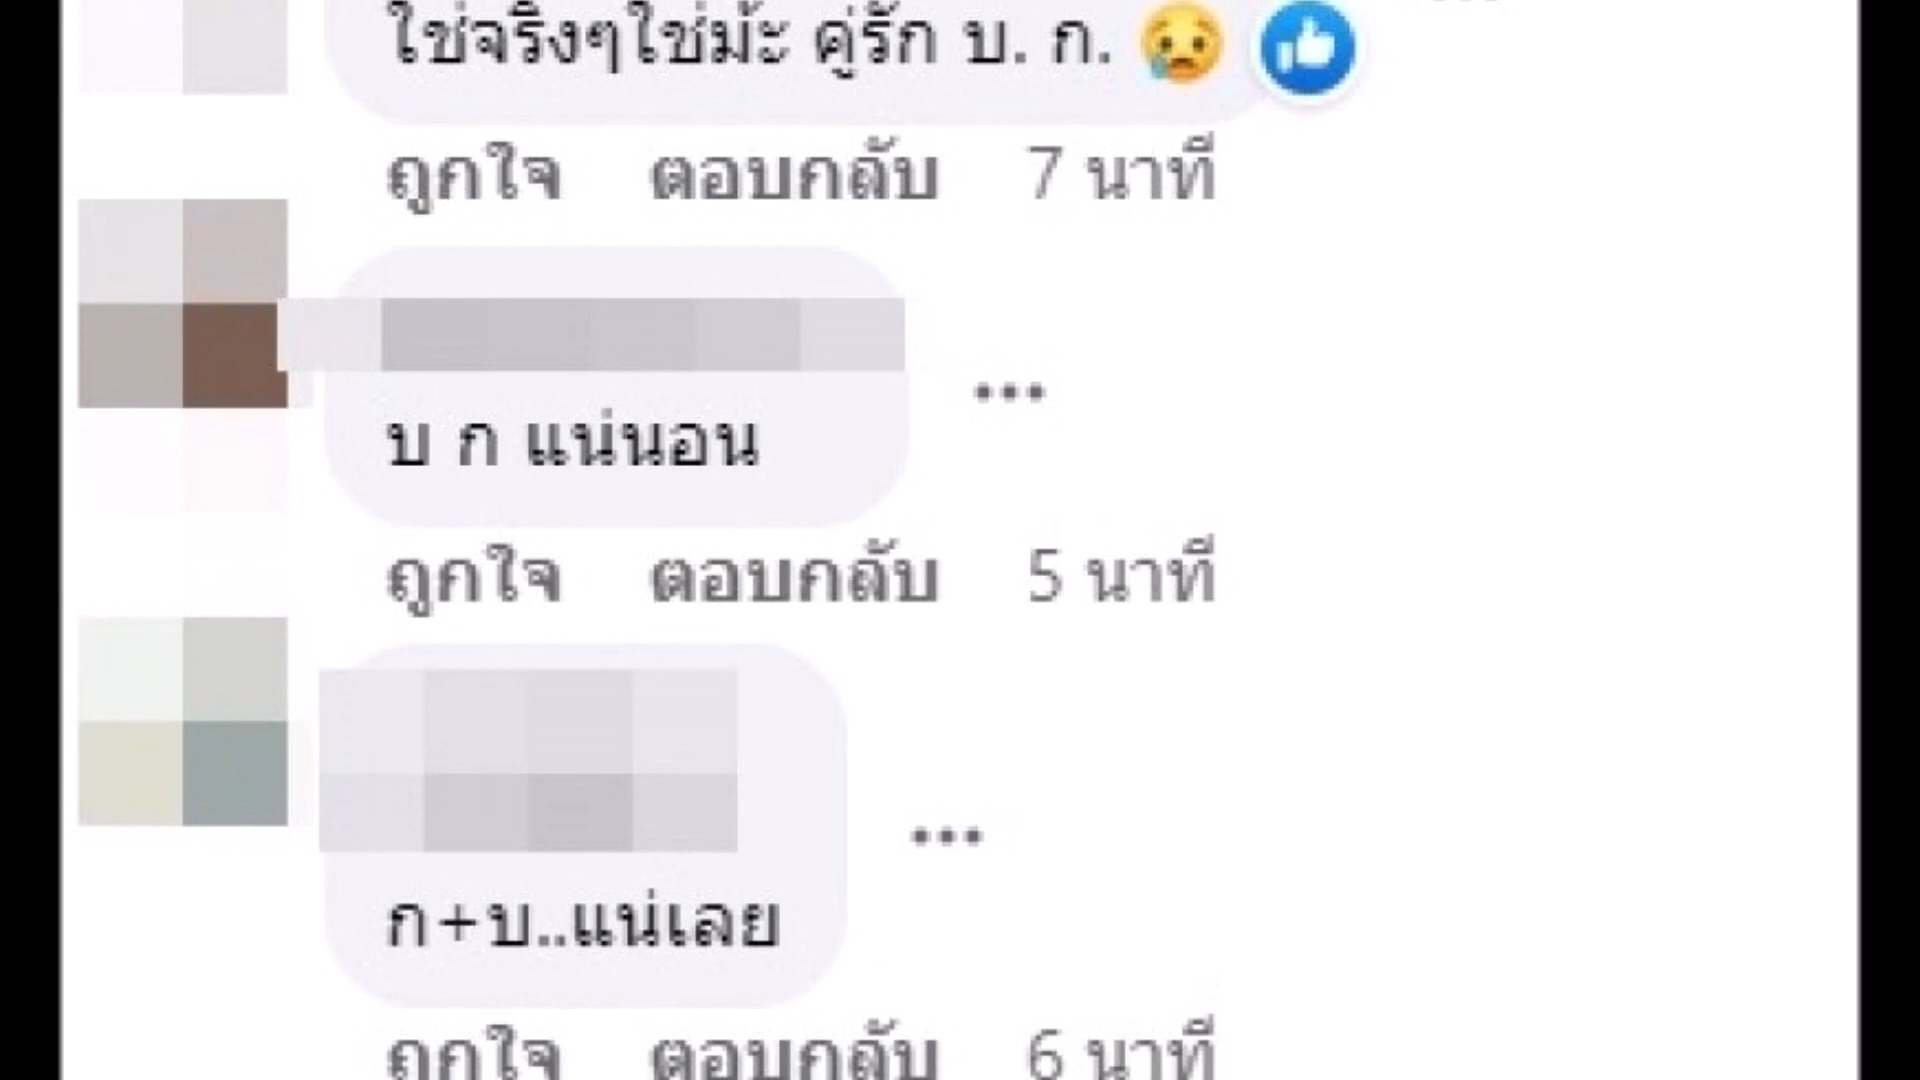 ใช่จริงๆใช่ม้ะ คู่รัก บ. ก. 😢
ถูกใจ ตอบกลับ 7 นาที
บ ก แน่นอน
ถูกใจ ตอบกลับ 5 นาที
ก+บ..แน่เลย
ถูกใจ ตอบกลับ 6 นาที